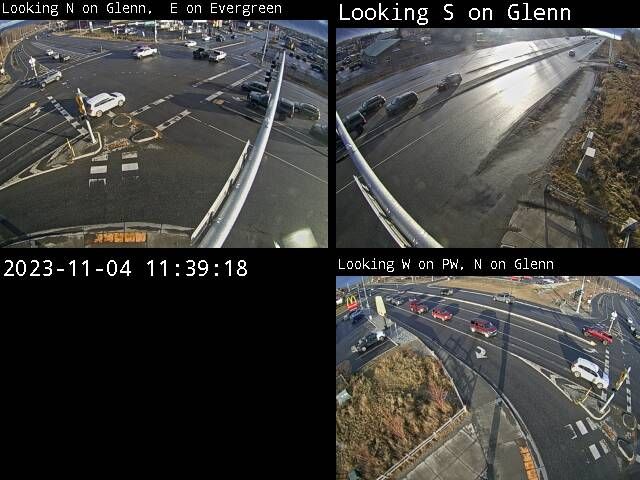 Looking N on Glenn,  E on Evergreen
Looking S on Glenn
2023-11-04 11:39:18
Looking W on PW, N on Glenn